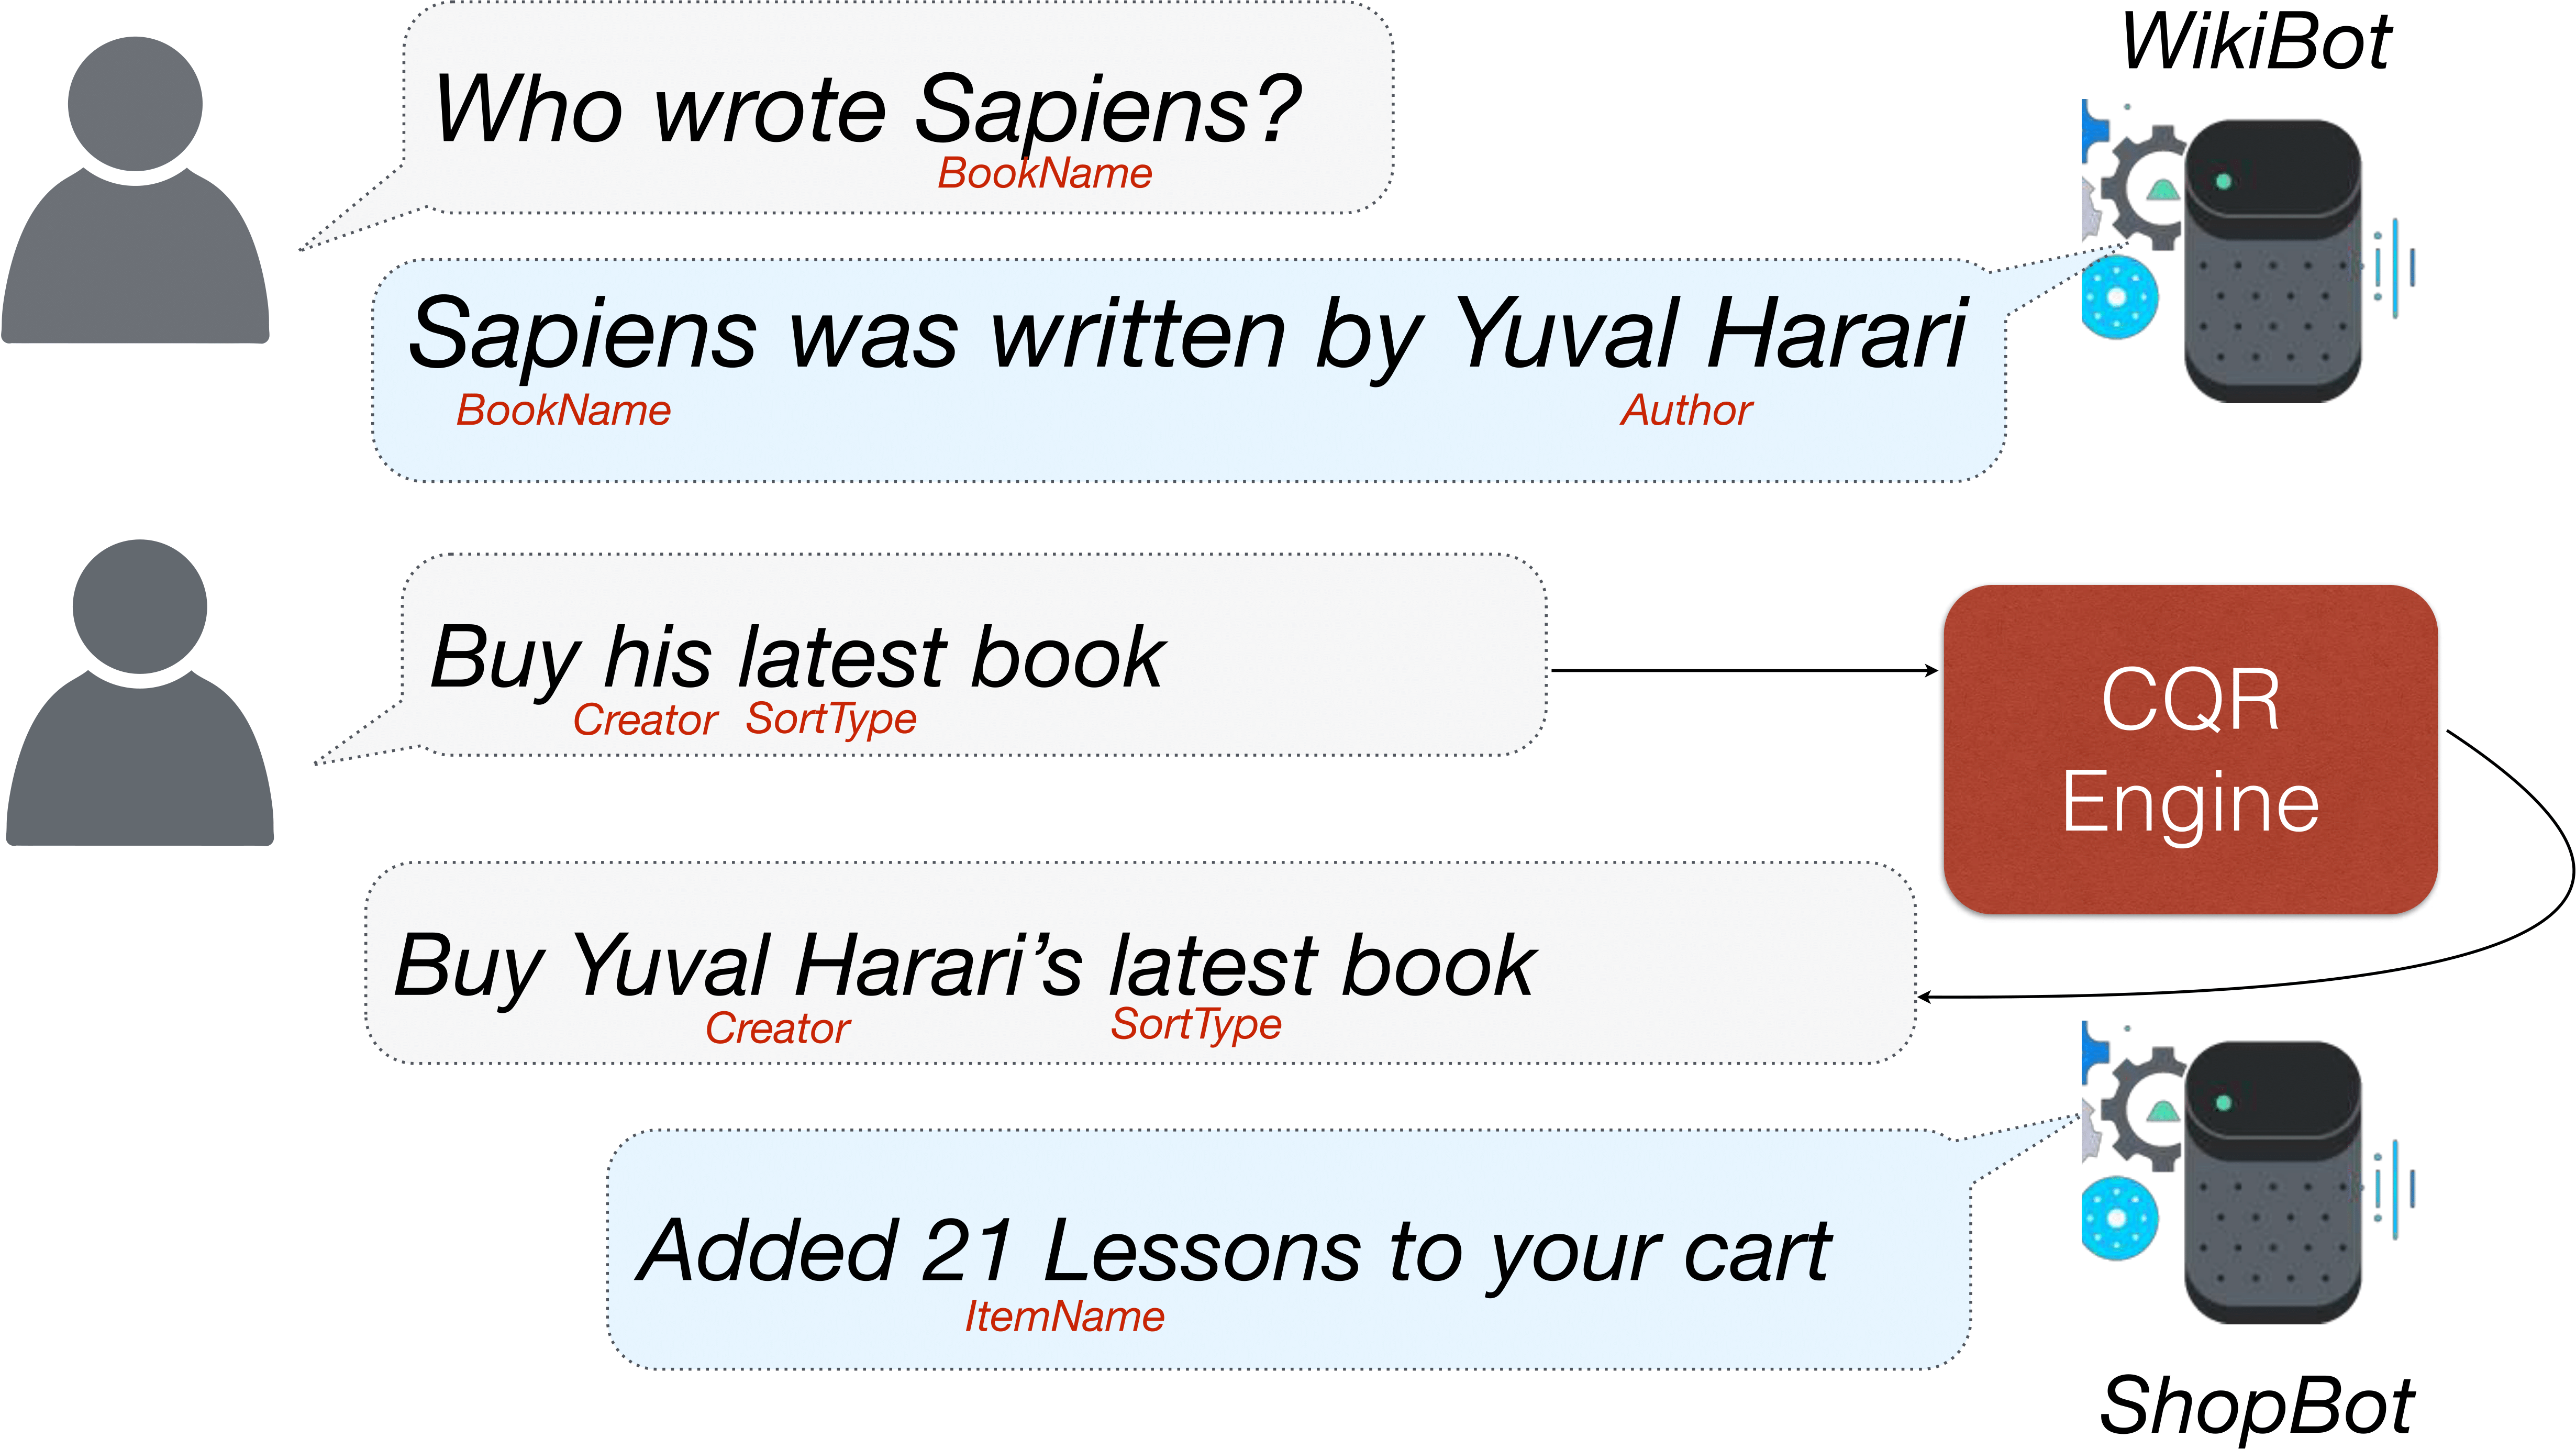 WikiBot
Who wrote Sapiens?
BookName
Sapiens was written by Yuval Harari
BookName Author
Buy his latest book
Creator SortType
CQR
Engine
Buy Yuval Harari’s latest book
Creator SortType
Added 21 Lessons to your cart
ItemName
ShopBot